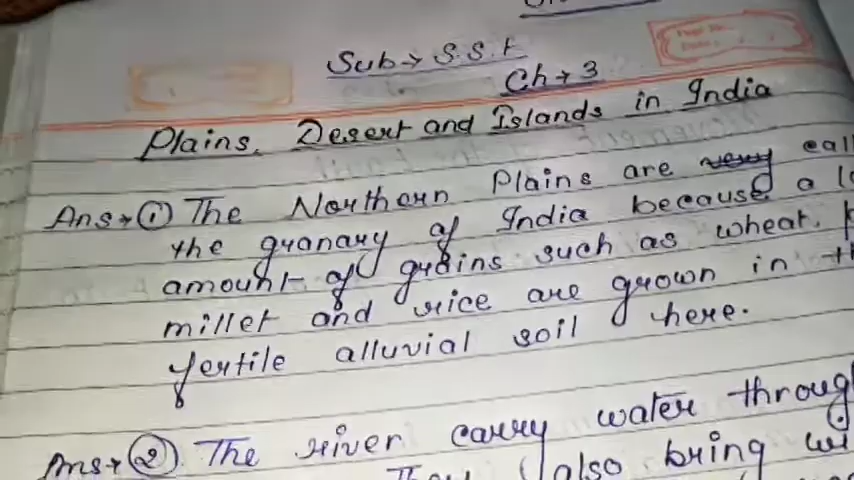 Sub → S.S.t
Ch → 3
Plains, Desert and Islands in India
Ans → ① The Northern Plains are very
the granary of India because a
amount of grains such as wheat,
millet and rice are grown in
fertile alluvial soil here.
Ans → ② The river carry water
also bring